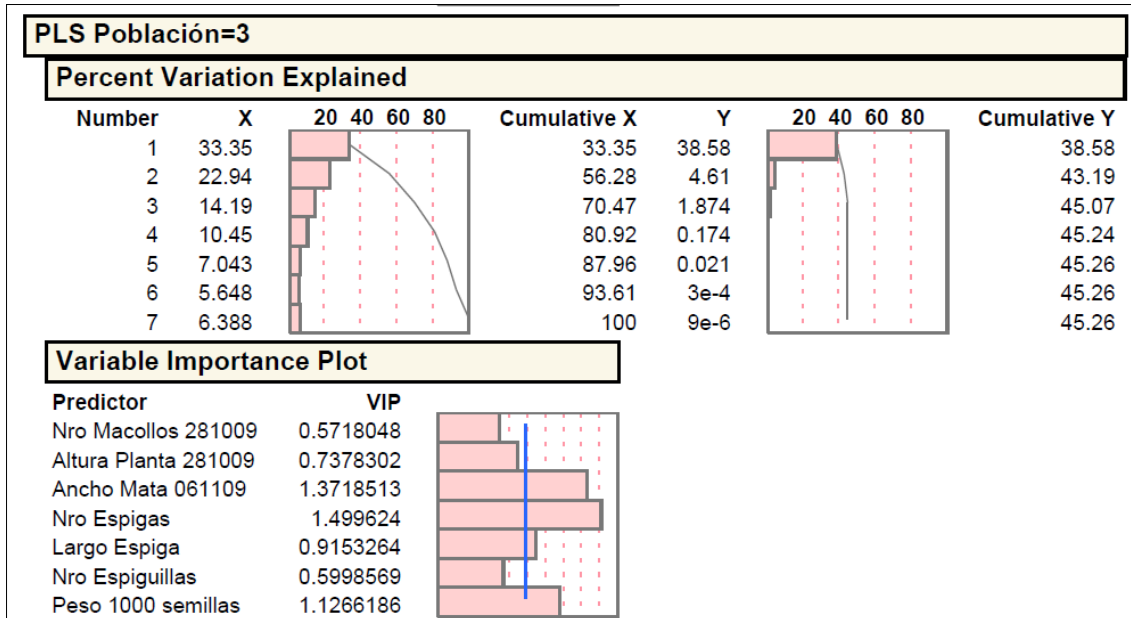 PLS Población=3
Percent Variation Explained
Number X 20 40 60 80 Cumulative X Y 20 40 60 80 Cumulative Y
1 33.35 33.35 38.58 38.58
2 22.94 56.28 4.61 43.19
3 14.19 70.47 1.874 45.07
4 10.45 80.92 0.174 45.24
5 7.043 87.96 0.021 45.26
6 5.648 93.61 3e-4 45.26
7 6.388 100 9e-6 45.26
Variable Importance Plot
Predictor VIP
Nro Macollos 281009 0.5718048
Altura Planta 281009 0.7378302
Ancho Mata 061109 1.3718513
Nro Espigas 1.499624
Largo Espiga 0.9153264
Nro Espiguillas 0.5998569
Peso 1000 semillas 1.1266186